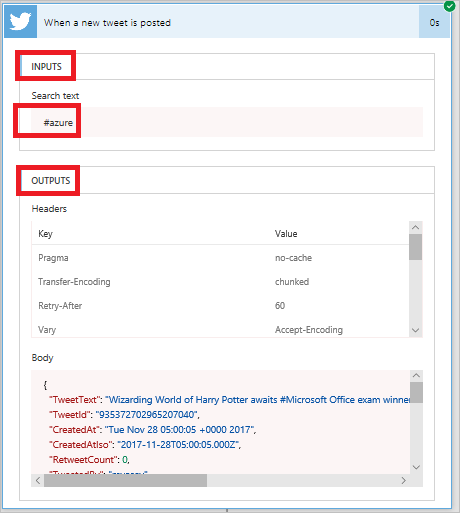 When a new tweet is posted 0s
INPUTS
Search text
#azure
OUTPUTS
Headers
Key Value
Pragma no-cache
Transfer-Encoding chunked
Retry-After 60
Vary Accept-Encoding
Body
{
"TweetText": "Wizarding World of Harry Potter awaits #Microsoft Office exam winner
"TweetId": "935372702965207040",
"CreatedAt": "Tue Nov 28 05:00:05 +0000 2017",
"CreatedAtIso": "2017-11-28T05:00:05.000Z",
"RetweetCount": 0,
"TweetedBy":